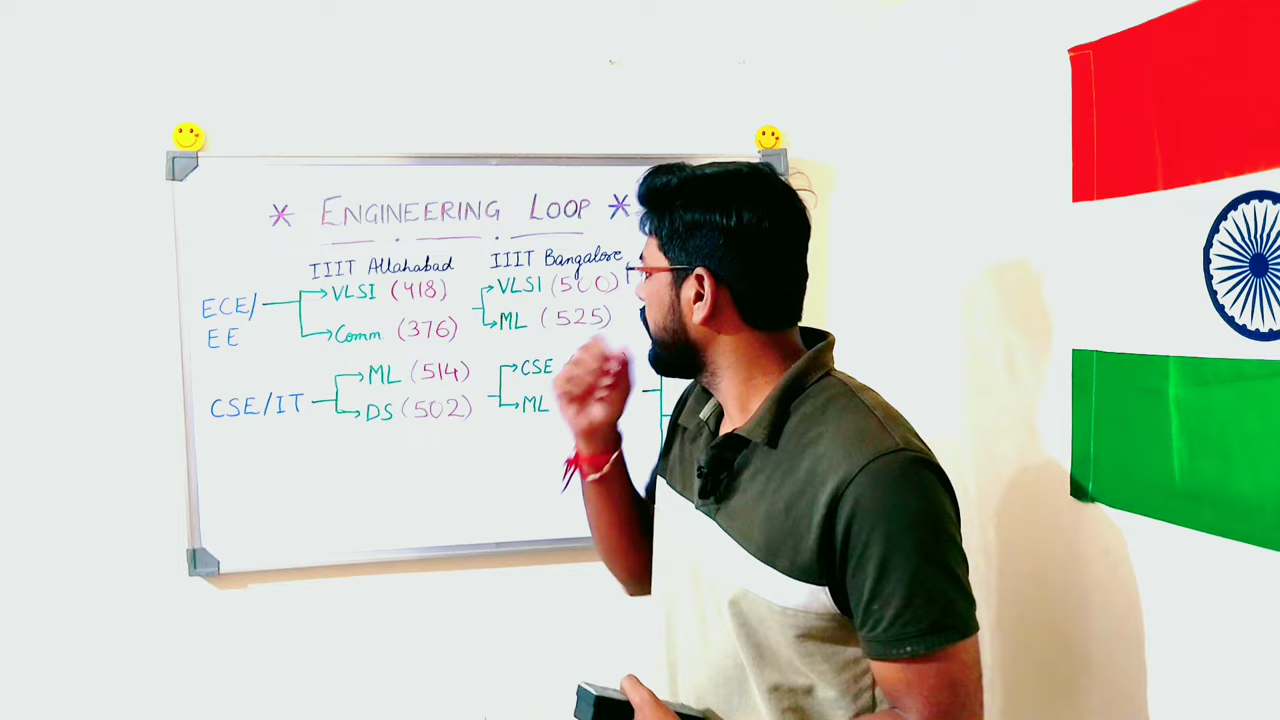 * ENGINEERING LOOP *
IIIT Allahabad IIIT Bangalore
ECE/ VLSI (418) VLSI (500)
EE Comm (376) ML (525)
ML (514) CSE
CSE/IT DS (502) ML